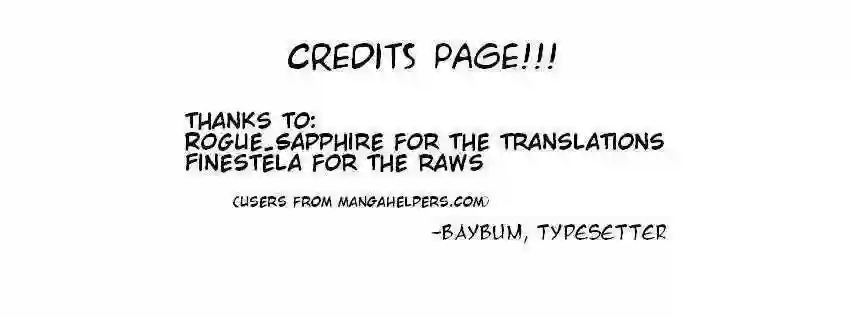 CREDITS PAGE!!!
THANKS TO:
ROGUE_SAPPHIRE FOR THE TRANSLATIONS
FINESTELA FOR THE RAWS
(USERS FROM MANGAHELPERS.COM)
-BAYBUM, TYPESETTER